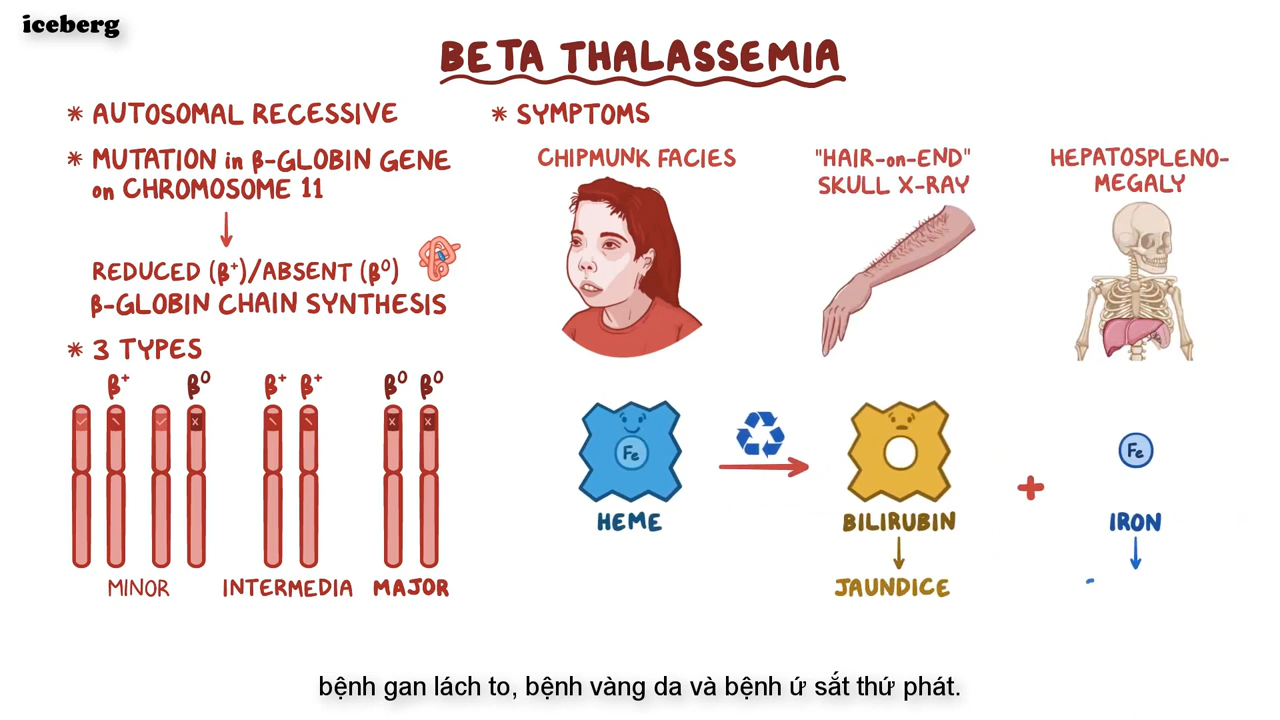 iceberg
BETA THALASSEMIA
* AUTOSOMAL RECESSIVE
* MUTATION in β-GLOBIN GENE
on CHROMOSOME 11
REDUCED (β⁺)/ABSENT (β⁰)
β-GLOBIN CHAIN SYNTHESIS
* 3 TYPES
β⁺ β⁰ β⁺ β⁺ β⁰ β⁰
MINOR INTERMEDIA MAJOR
* SYMPTOMS
CHIPMUNK FACIES
"HAIR-on-END"
SKULL X-RAY
HEPATOSPLENO-
MEGALY
Fe
HEME
BILIRUBIN
JAUNDICE
+
Fe
IRON
bệnh gan lách to, bệnh vàng da và bệnh ứ sắt thứ phát.